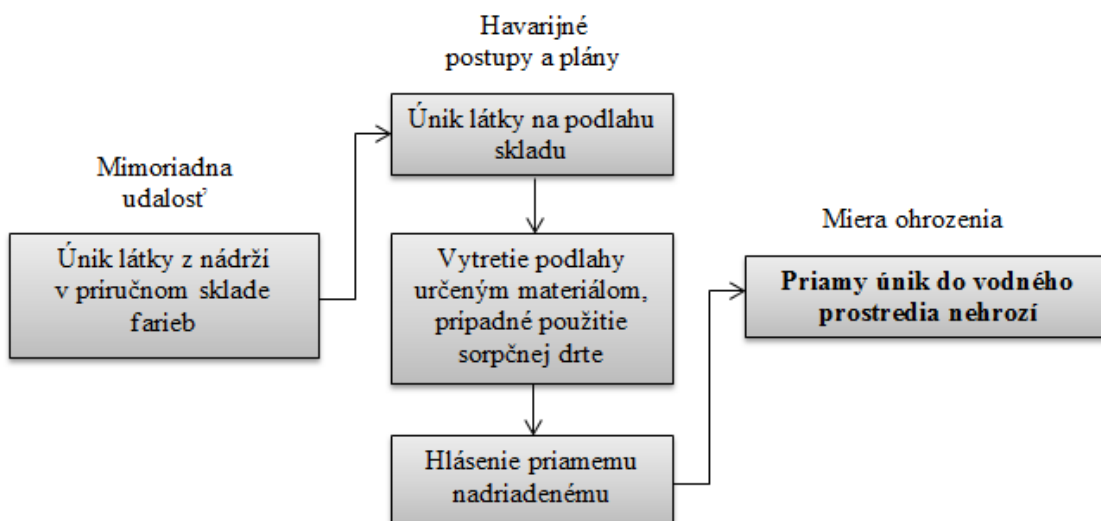 Mimoriadna
udalosť
Únik látky z nádrží
v príručnom sklade
farieb
Havarijné
postupy a plány
Únik látky na podlahu
skladu
Vytretie podlahy
určeným materiálom,
prípadné použitie
sorpčnej drte
Hlásenie priamemu
nadriadenému
Miera ohrozenia
Priamy únik do vodného
prostredia nehrozí